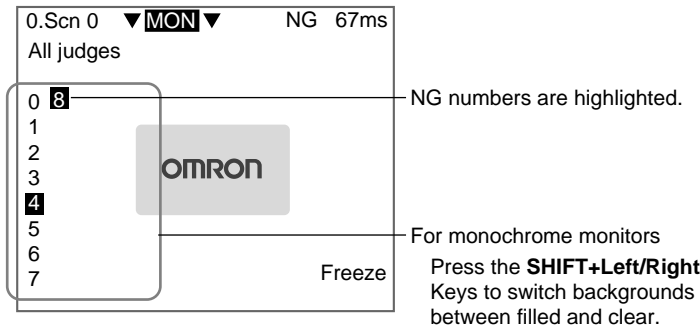 0.Scn 0 ▼MON▼ NG 67ms
All judges
0 8
NG numbers are highlighted.
1
2
3
OMRON
4
5
For monochrome monitors
6
7
Freeze
Press the SHIFT+Left/Right
Keys to switch backgrounds
between filled and clear.